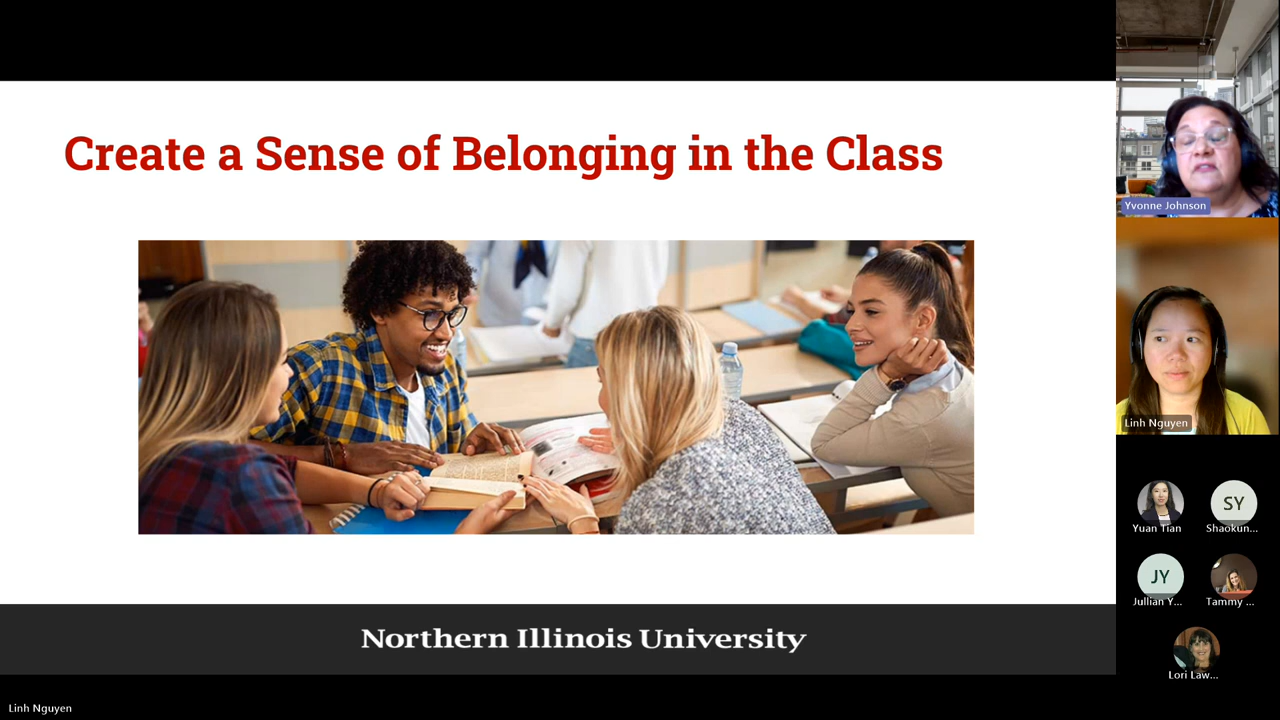 Create a Sense of Belonging in the Class
Northern Illinois University
Yvonne Johnson
Linh Nguyen
Yuan Tian
SY
Shaokun...
JY
Jullian Y...
Tammy ...
Lori Law...
Linh Nguyen